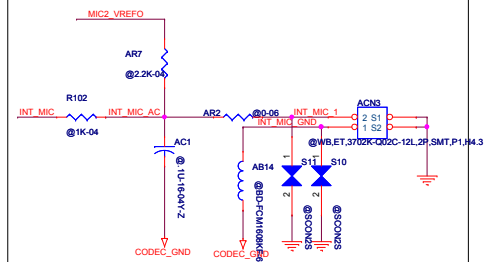 MIC2_VREFO
AR7
@2.2K-04
R102
INT_MIC
INT_MIC_AC
@1K-04
AR2
@0-06
INT_MIC_1
INT_MIC_GND
ACN3
2 S1
1 S2
@WB,ET,3702K-Q02C-12L,2P,SMT,P1,H4.3
AC1
@.1U-16-04Y-Z
AB14
S11
S10
1
2
1
2
@SCON2S
@SCON2S
CODEC_GND
CODEC_GND